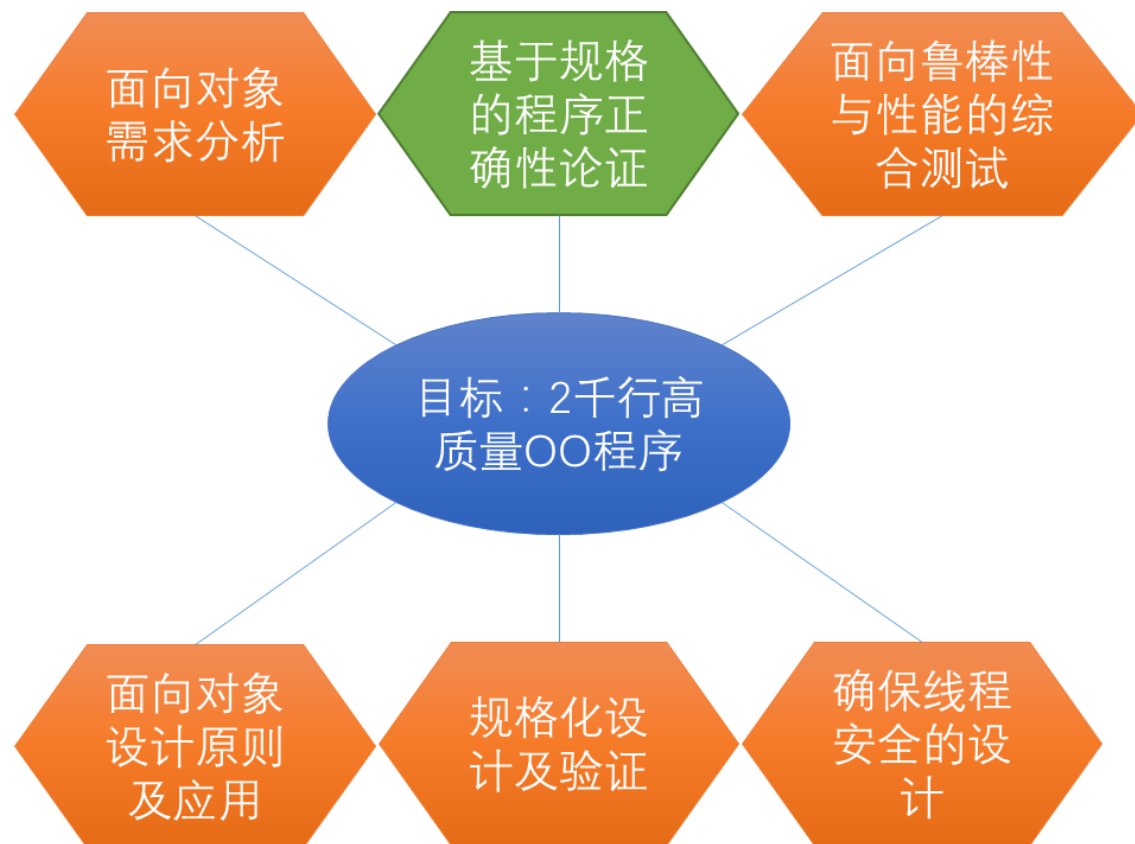 面向对象
需求分析
基于规格
的程序正
确性论证
面向鲁棒性
与性能的综
合测试
目标：2千行高
质量OO程序
面向对象
设计原则
及应用
规格化设
计及验证
确保线程
安全的设
计